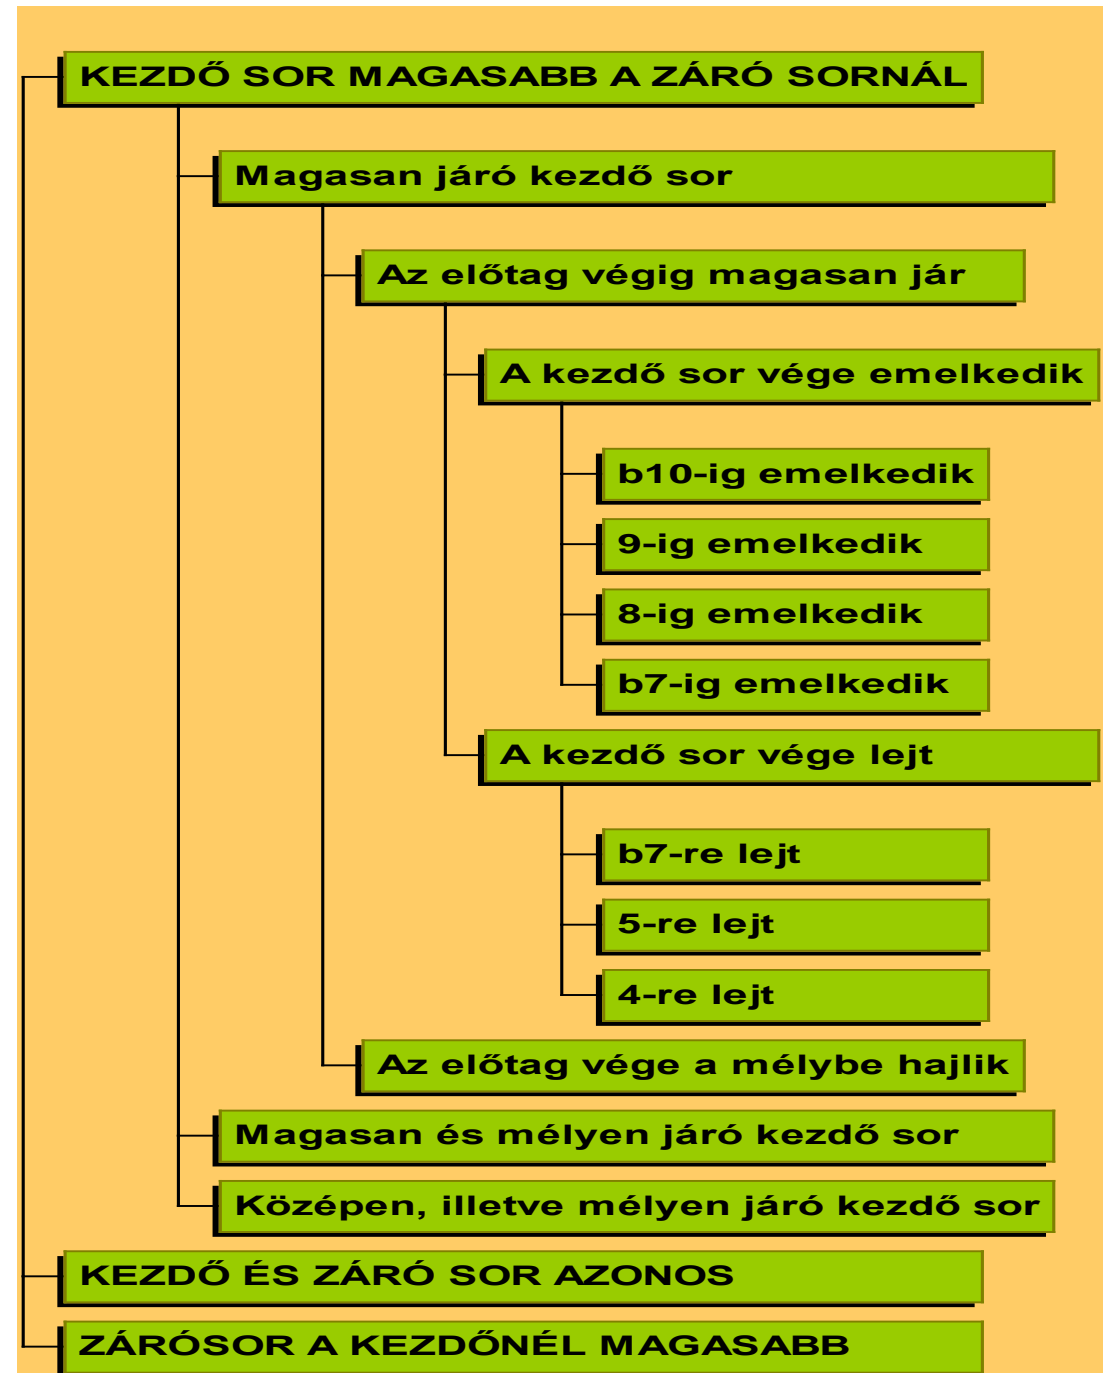 KEZDŐ SOR MAGASABB A ZÁRÓ SORNÁL
Magasan járó kezdő sor
Az előtag végig magasan jár
A kezdő sor vége emelkedik
b10-ig emelkedik
9-ig emelkedik
8-ig emelkedik
b7-ig emelkedik
A kezdő sor vége lejt
b7-re lejt
5-re lejt
4-re lejt
Az előtag vége a mélybe hajlik
Magasan és mélyen járó kezdő sor
Középen, illetve mélyen járó kezdő sor
KEZDŐ ÉS ZÁRÓ SOR AZONOS
ZÁRÓSOR A KEZDŐNÉL MAGASABB